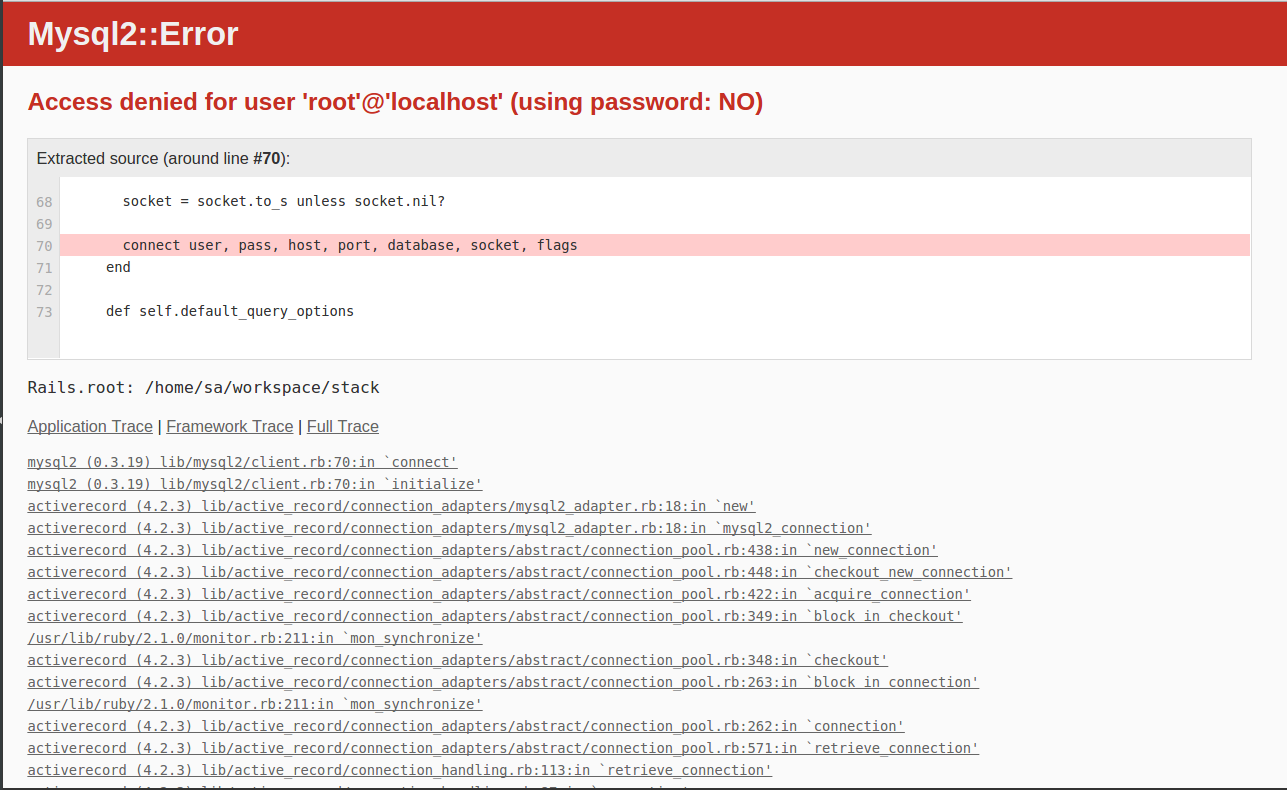 Mysql2::Error
Access denied for user 'root'@'localhost' (using password: NO)
Extracted source (around line #70):
68 socket = socket.to_s unless socket.nil?
69
70 connect user, pass, host, port, database, socket, flags
71 end
72
73 def self.default_query_options
Rails.root: /home/sa/workspace/stack
Application Trace | Framework Trace | Full Trace
mysql2 (0.3.19) lib/mysql2/client.rb:70:in `connect'
mysql2 (0.3.19) lib/mysql2/client.rb:70:in `initialize'
activerecord (4.2.3) lib/active_record/connection_adapters/mysql2_adapter.rb:18:in `new'
activerecord (4.2.3) lib/active_record/connection_adapters/mysql2_adapter.rb:18:in `mysql2_connection'
activerecord (4.2.3) lib/active_record/connection_adapters/abstract/connection_pool.rb:438:in `new_connection'
activerecord (4.2.3) lib/active_record/connection_adapters/abstract/connection_pool.rb:448:in `checkout_new_connection'
activerecord (4.2.3) lib/active_record/connection_adapters/abstract/connection_pool.rb:422:in `acquire_connection'
activerecord (4.2.3) lib/active_record/connection_adapters/abstract/connection_pool.rb:349:in `block in checkout'
/usr/lib/ruby/2.1.0/monitor.rb:211:in `mon_synchronize'
activerecord (4.2.3) lib/active_record/connection_adapters/abstract/connection_pool.rb:348:in `checkout'
activerecord (4.2.3) lib/active_record/connection_adapters/abstract/connection_pool.rb:263:in `block in connection'
/usr/lib/ruby/2.1.0/monitor.rb:211:in `mon_synchronize'
activerecord (4.2.3) lib/active_record/connection_adapters/abstract/connection_pool.rb:262:in `connection'
activerecord (4.2.3) lib/active_record/connection_adapters/abstract/connection_pool.rb:571:in `retrieve_connection'
activerecord (4.2.3) lib/active_record/connection_handling.rb:113:in `retrieve_connection'